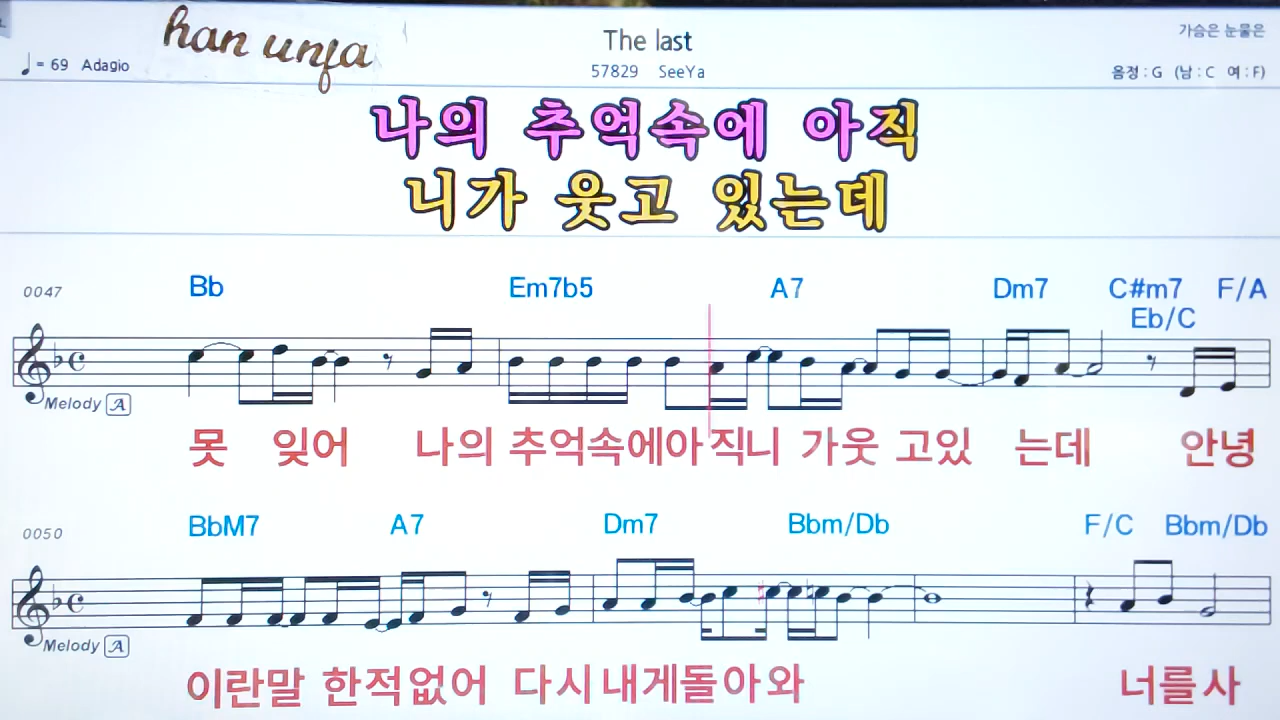 han unja
The last
가슴은 눈물은
♩= 69 Adagio
57829 SeeYa
음정 : G (남 : C 여 : F)
나의 추억속에 아직
니가 웃고 있는데
0047 Bb Em7b5 A7 Dm7 C#m7 F/A
Eb/C
Melody A
못 잊어 나의 추억속에아직니 가웃 고있 는데 안녕
0050 BbM7 A7 Dm7 Bbm/Db F/C Bbm/Db
Melody A
이란말 한적없어 다시내게돌아와 너를사